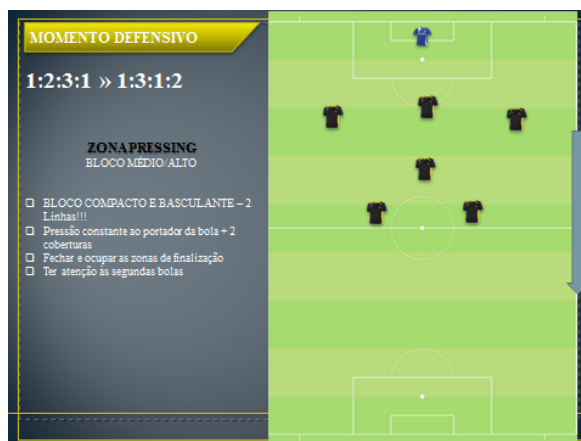 MOMENTO DEFENSIVO
1:2:3:1 » 1:3:1:2
ZONAPRESSING
BLOCO MÉDIO/ALTO
☐ BLOCO COMPACTO E BASCULANTE – 2
Linhas!!!
☐ Pressão constante ao portador da bola + 2
coberturas
☐ Fechar e ocupar as zonas de finalização
☐ Ter atenção às segundas bolas